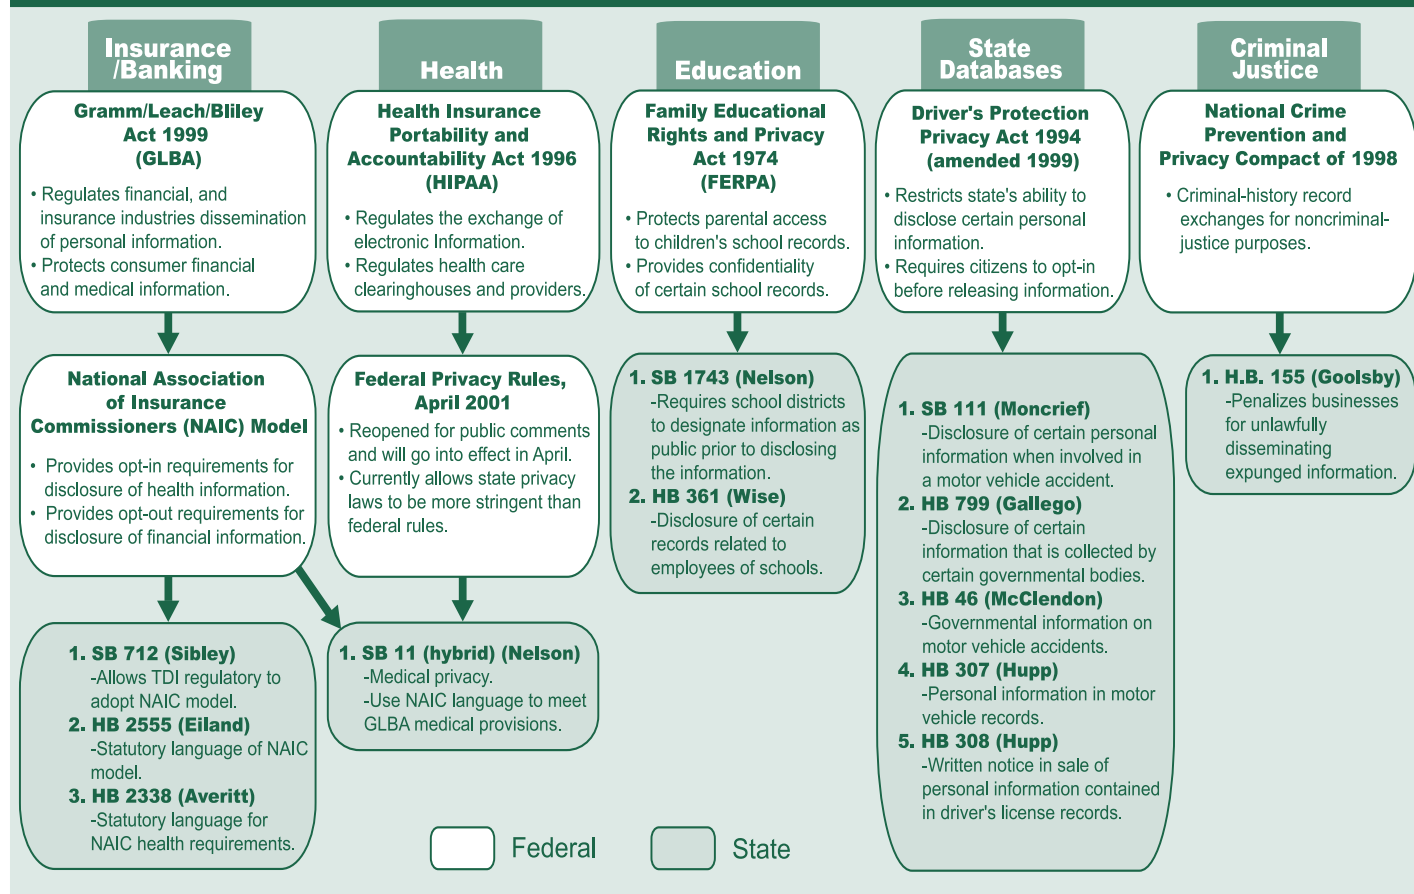 Insurance
/Banking
Gramm/Leach/Bliley
Act 1999
(GLBA)
• Regulates financial, and
insurance industries dissemination
of personal information.
• Protects consumer financial
and medical information.
National Association
of Insurance
Commissioners (NAIC) Model
• Provides opt-in requirements for
disclosure of health information.
• Provides opt-out requirements for
disclosure of financial information.
1. SB 712 (Sibley)
-Allows TDI regulatory to
adopt NAIC model.
2. HB 2555 (Eiland)
-Statutory language of NAIC
model.
3. HB 2338 (Averitt)
-Statutory language for
NAIC health requirements.
Health
Health Insurance
Portability and
Accountability Act 1996
(HIPAA)
• Regulates the exchange of
electronic Information.
• Regulates health care
clearinghouses and providers.
Federal Privacy Rules,
April 2001
• Reopened for public comments
and will go into effect in April.
• Currently allows state privacy
laws to be more stringent than
federal rules.
1. SB 11 (hybrid) (Nelson)
-Medical privacy.
-Use NAIC language to meet
GLBA medical provisions.
Education
Family Educational
Rights and Privacy
Act 1974
(FERPA)
• Protects parental access
to children's school records.
• Provides confidentiality
of certain school records.
1. SB 1743 (Nelson)
-Requires school districts
to designate information as
public prior to disclosing
the information.
2. HB 361 (Wise)
-Disclosure of certain
records related to
employees of schools.
State
Databases
Driver's Protection
Privacy Act 1994
(amended 1999)
• Restricts state's ability to
disclose certain personal
information.
• Requires citizens to opt-in
before releasing information.
1. SB 111 (Moncrief)
-Disclosure of certain personal
information when involved in
a motor vehicle accident.
2. HB 799 (Gallego)
-Disclosure of certain
information that is collected by
certain governmental bodies.
3. HB 46 (McClendon)
-Governmental information on
motor vehicle accidents.
4. HB 307 (Hupp)
-Personal information in motor
vehicle records.
5. HB 308 (Hupp)
-Written notice in sale of
personal information contained
in driver's license records.
Criminal
Justice
National Crime
Prevention and
Privacy Compact of 1998
• Criminal-history record
exchanges for noncriminal-
justice purposes.
1. H.B. 155 (Goolsby)
-Penalizes businesses
for unlawfully
disseminating
expunged information.
Federal
State